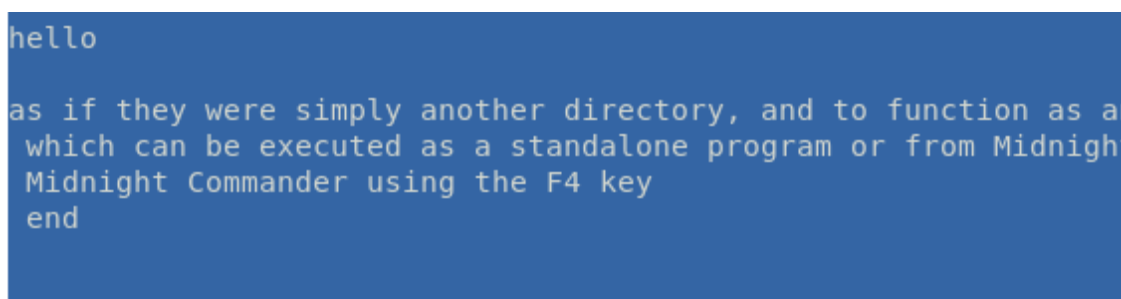 hello
as if they were simply another directory, and to function as
which can be executed as a standalone program or from
Midnight Commander using the F4 key
end